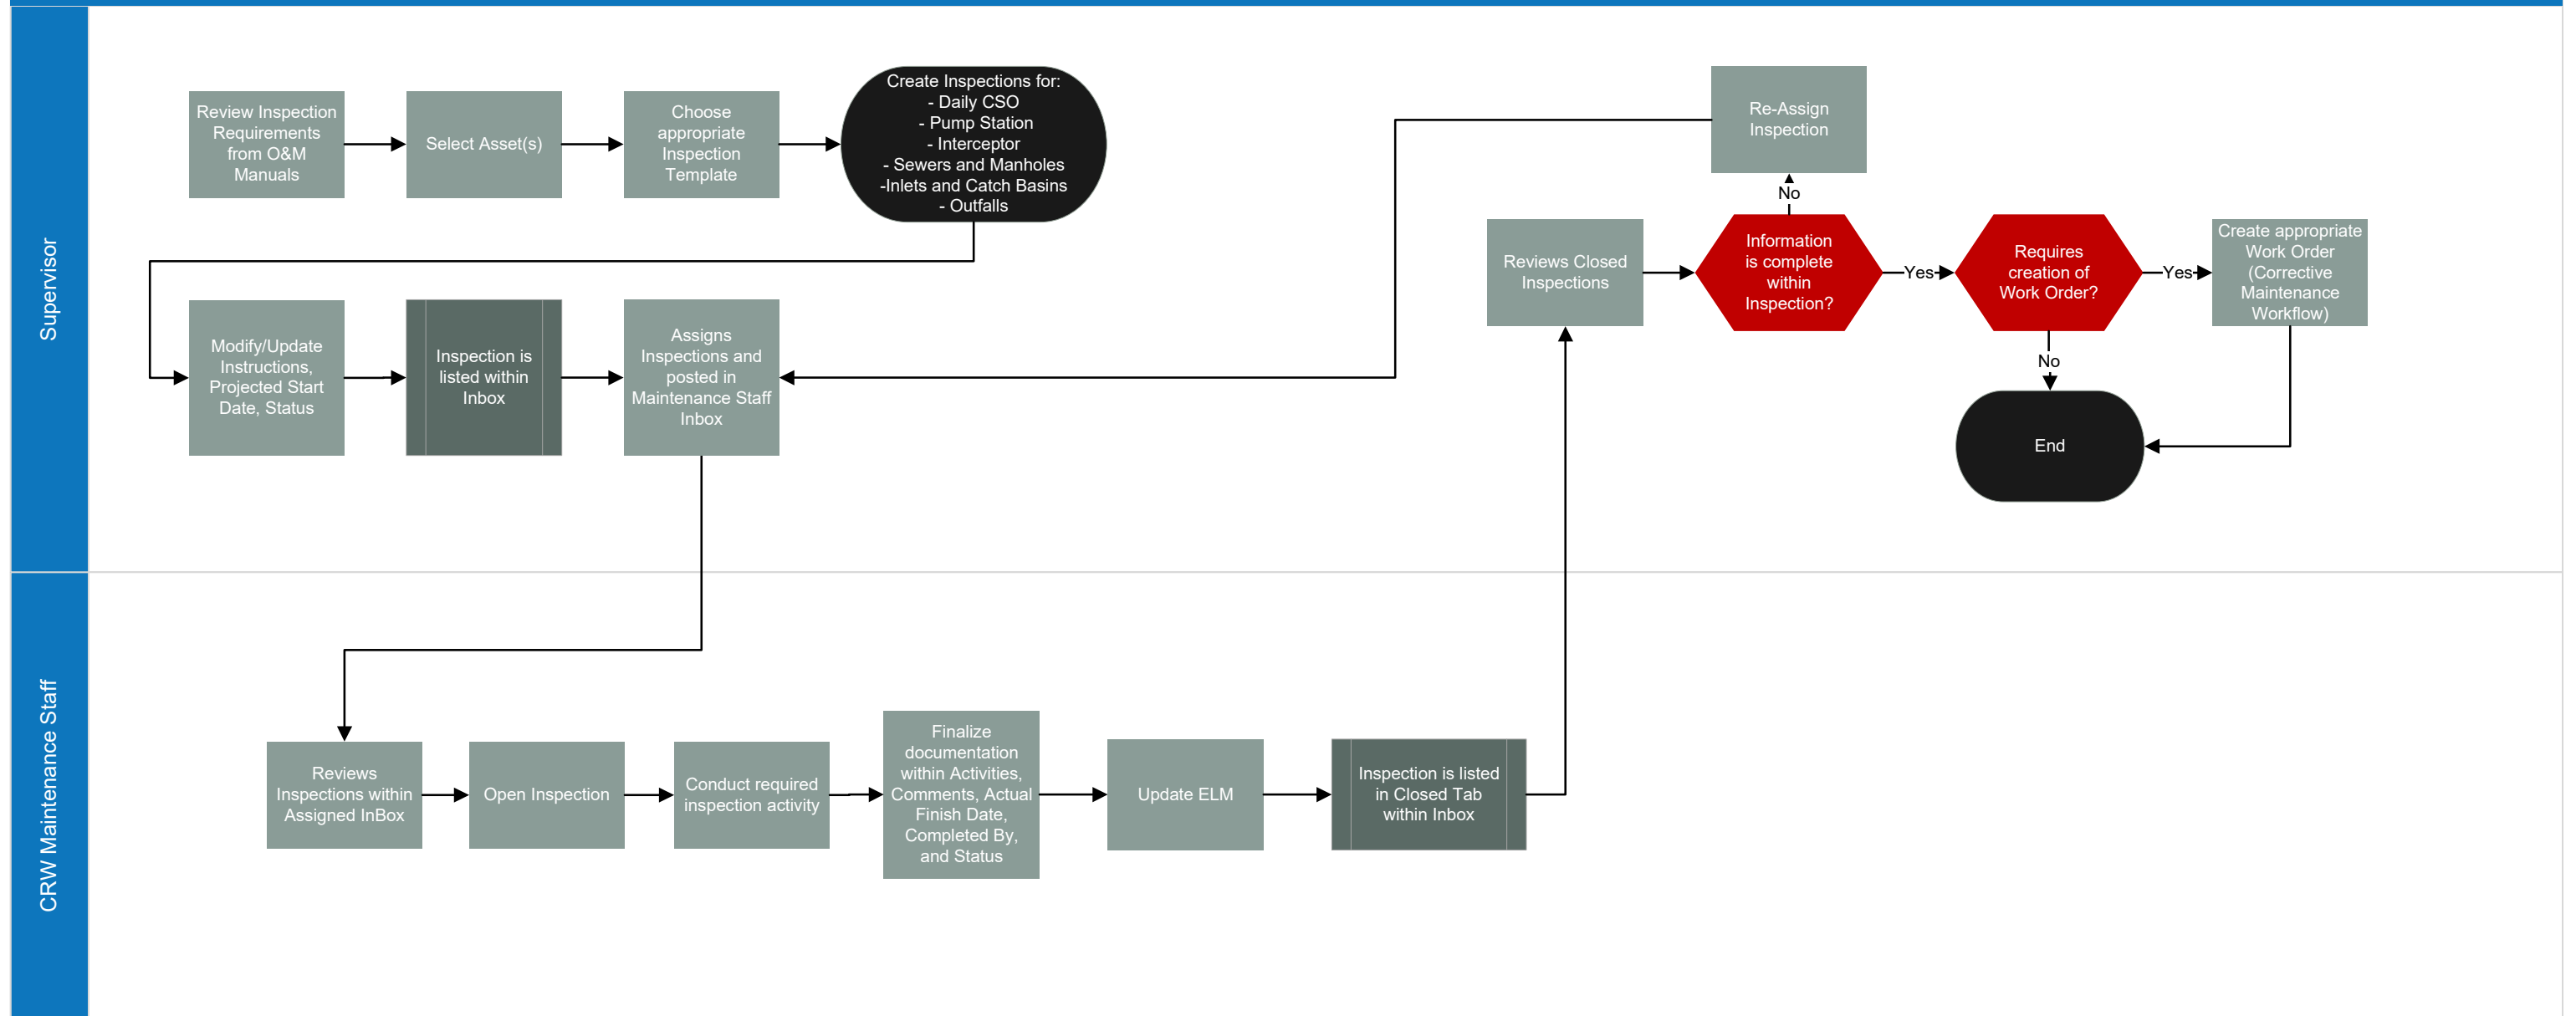 Supervisor
Review Inspection
Requirements
from O&M
Manuals
Select Asset(s)
Choose
appropriate
Inspection
Template
Create Inspections for:
- Daily CSO
- Pump Station
- Interceptor
- Sewers and Manholes
-Inlets and Catch Basins
- Outfalls
Modify/Update
Instructions,
Projected Start
Date, Status
Inspection is
listed within
Inbox
Assigns
Inspections and
posted in
Maintenance Staff
Inbox
Re-Assign
Inspection
No
Reviews Closed
Inspections
Information
is complete
within
Inspection?
Yes
Requires
creation of
Work Order?
Yes
Create appropriate
Work Order
(Corrective
Maintenance
Workflow)
No
End
CRW Maintenance Staff
Reviews
Inspections within
Assigned InBox
Open Inspection
Conduct required
inspection activity
Finalize
documentation
within Activities,
Comments, Actual
Finish Date,
Completed By,
and Status
Update ELM
Inspection is listed
in Closed Tab
within Inbox